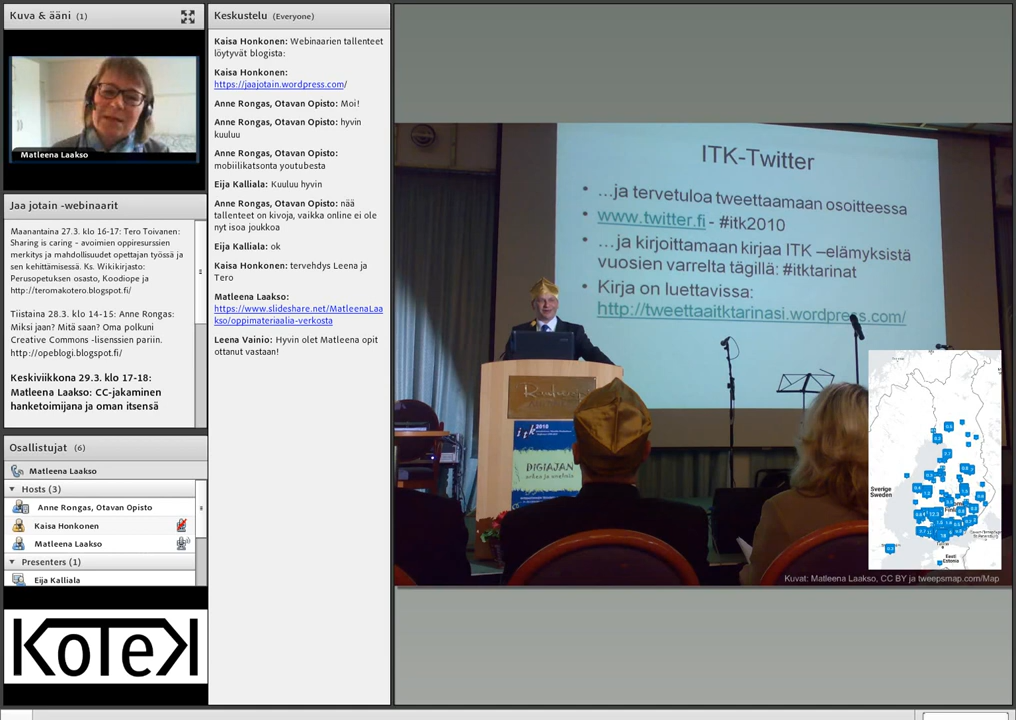 Kuva & ääni (1)
Matleena Laakso
Jaa jotain -webinaarit
Maanantaina 27.3. klo 16-17: Tero Toivanen:
Sharing is caring - avoimien oppiresurssien
merkitys ja mahdollisuudet opettajan työssä ja
sen kehittämisessä. Ks. Wikikirjasto:
Perusopetuksen osasto, Koodiope ja
http://teromakotero.blogspot.fi/
Tiistaina 28.3. klo 14-15: Anne Rongas:
Miksi jaan? Mitä saan? Oma polkuni
Creative Commons -lisenssien pariin.
http://opeblogi.blogspot.fi/
Keskiviikkona 29.3. klo 17-18:
Matleena Laakso: CC-jakaminen
hanketoimijana ja oman itsensä
Osallistujat (6)
Matleena Laakso
Hosts (3)
Anne Rongas, Otavan Opisto
Kaisa Honkonen
Matleena Laakso
Presenters (1)
Eija Kalliala
KoTeK
Keskustelu (Everyone)
Kaisa Honkonen: Webinaarien tallenteet
löytyvät blogista:
Kaisa Honkonen:
https://jaajotain.wordpress.com/
Anne Rongas, Otavan Opisto: Moi!
Anne Rongas, Otavan Opisto: hyvin
kuuluu
Anne Rongas, Otavan Opisto:
mobiilikatsonta youtubesta
Eija Kalliala: Kuuluu hyvin
Anne Rongas, Otavan Opisto: nää
tallenteet on kivoja, vaikka online ei ole
nyt isoa joukkoa
Eija Kalliala: ok
Kaisa Honkonen: tervehdys Leena ja
Tero
Matleena Laakso:
https://www.slideshare.net/MatleenaLaa
kso/oppimateriaalia-verkosta
Leena Vainio: Hyvin olet Matleena opit
ottanut vastaan!
ITK-Twitter
• ...ja tervetuloa tweettaamaan osoitteessa
• www.twitter.fi - #itk2010
• ...ja kirjoittamaan kirjaa ITK –elämyksistä
vuosien varrelta tägillä: #itktarinat
• Kirja on luettavissa:
http://tweettaaitktarinasi.wordpress.com/
itk 2010
DIGIAJAN
Sverige
Sweden
Eesti
Estonia
Kuvat: Matleena Laakso, CC BY ja tweepsmap.com/Map